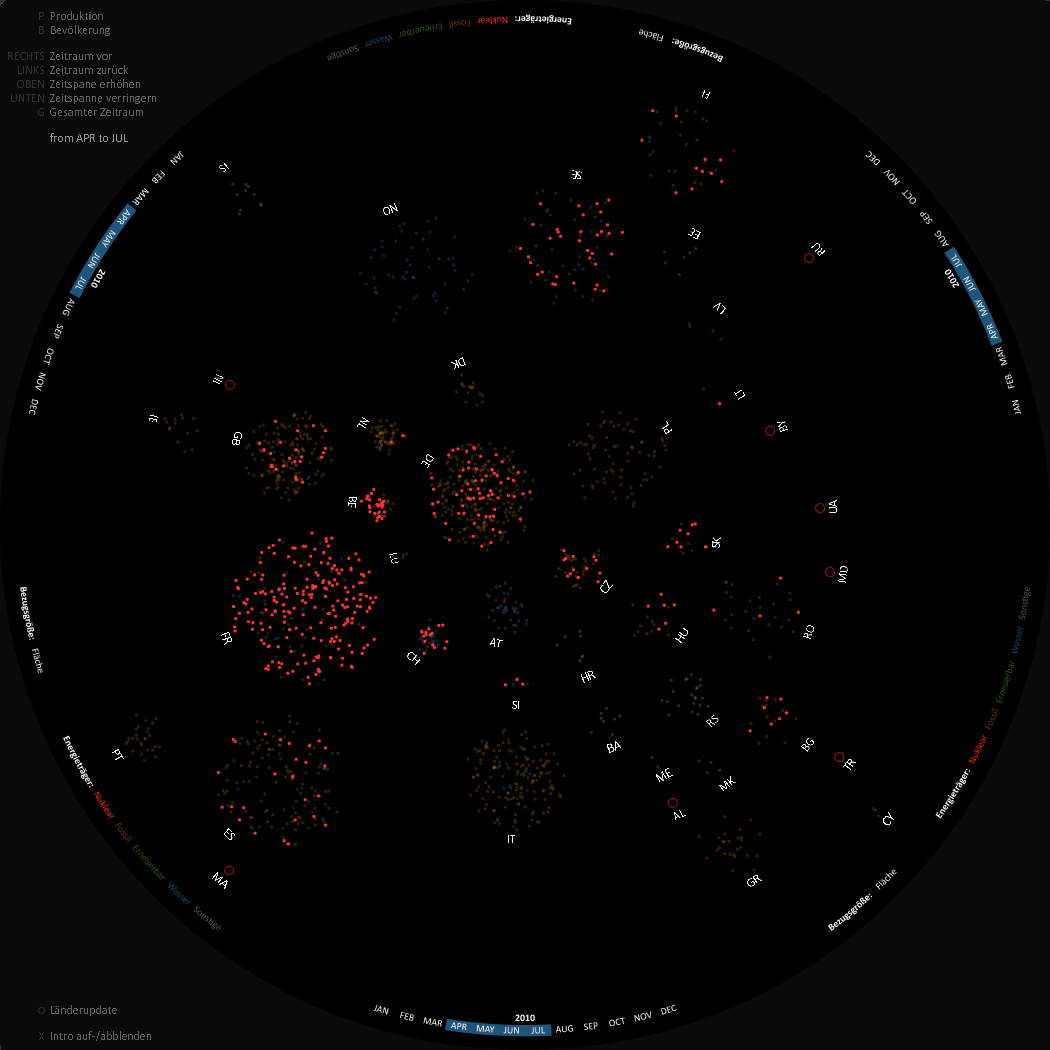 P Produktion
B Bevölkerung
RECHTS Zeitraum vor
LINKS Zeitraum zurück
OBEN Zeitspane erhöhen
UNTEN Zeitspanne verringern
G Gesamter Zeitraum
from APR to JUL
Energieträger: Nuklear Fossil Erneuerbar Wasser Sonstige
Bezugsgröße: Fläche
JAN FEB MAR APR MAY JUN JUL AUG SEP OCT NOV DEC
2010
JAN FEB MAR APR MAY JUN JUL AUG SEP OCT NOV DEC
2010
FI
IS
SE
NO
EE
RU
LV
DK
III
LT
IE
GB
NL
PL
BY
DE
BE
UA
SK
LU
MD
CZ
FR
AT
HU
RO
CH
HR
SI
RS
BA
BG
PT
ME
MK
TR
AL
CY
ES
IT
MA
GR
Bezugsgröße: Fläche
Energieträger: Nuklear Fossil Erneuerbar Wasser Sonstige
Energieträger: Nuklear Fossil Erneuerbar Wasser Sonstige
Bezugsgröße: Fläche
2010
JAN FEB MAR APR MAY JUN JUL AUG SEP OCT NOV DEC
O Länderupdate
X Intro auf-/abblenden